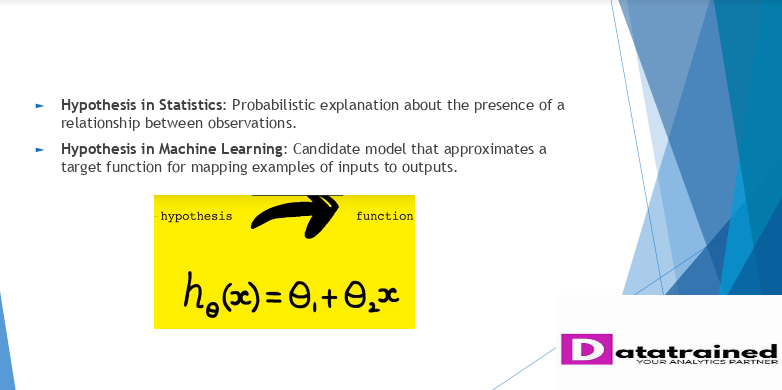 ► Hypothesis in Statistics: Probabilistic explanation about the presence of a
relationship between observations.
► Hypothesis in Machine Learning: Candidate model that approximates a
target function for mapping examples of inputs to outputs.
hypothesis function
hθ(x) = θ₁ + θ₂x
Datatrained
YOUR ANALYTICS PARTNER